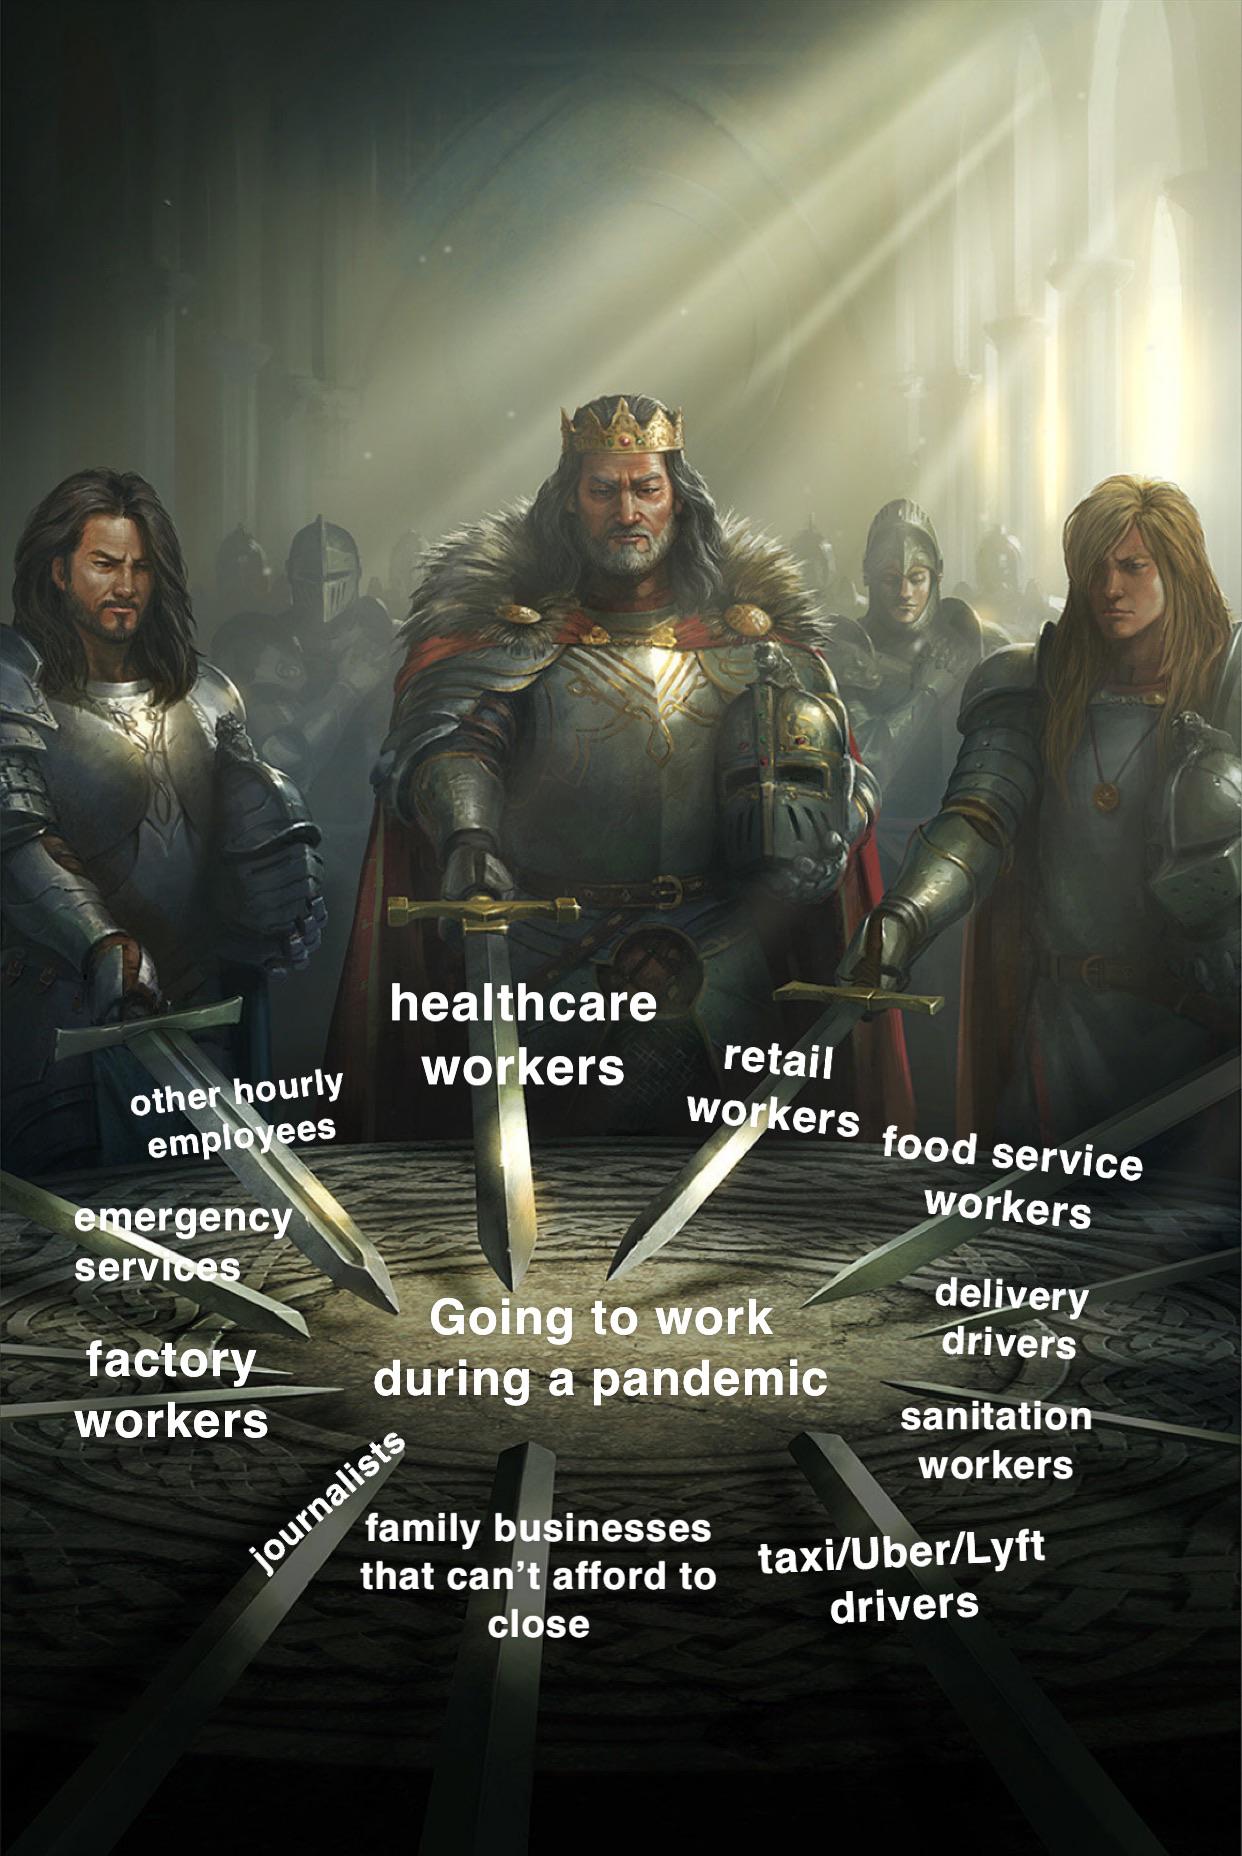 healthcare
workers
retail
workers
other hourly
employees
food service
workers
emergency
services
delivery
drivers
Going to work
during a pandemic
factory
workers
sanitation
workers
journalists
family businesses
that can’t afford to
close
taxi/Uber/Lyft
drivers